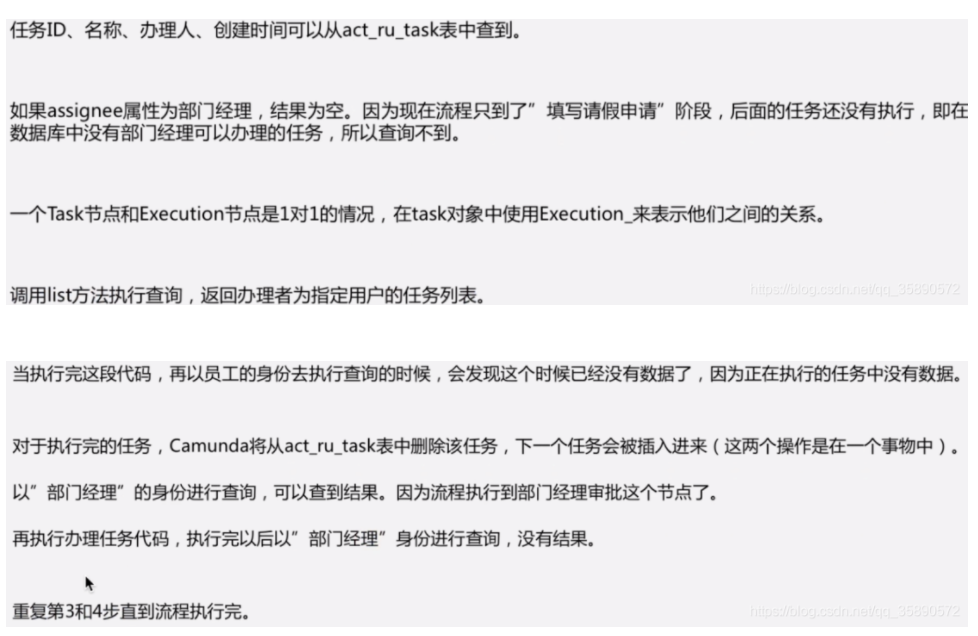 任务ID、名称、办理人、创建时间可以从act_ru_task表中查到。
如果assignee属性为部门经理，结果为空。因为现在流程只到了”填写请假申请”阶段，后面的任务还没有执行，即在
数据库中没有部门经理可以办理的任务，所以查询不到。
一个Task节点和Execution节点是1对1的情况，在task对象中使用Execution_来表示他们之间的关系。
调用list方法执行查询，返回办理者为指定用户的任务列表。
https://blog.csdn.net/qq_35890572
当执行完这段代码，再以员工的身份去执行查询的时候，会发现这个时候已经没有数据了，因为正在执行的任务中没有数据。
对于执行完的任务，Camunda将从act_ru_task表中删除该任务，下一个任务会被插入进来（这两个操作是在一个事物中）。
以”部门经理”的身份进行查询，可以查到结果。因为流程执行到部门经理审批这个节点了。
再执行办理任务代码，执行完以后以”部门经理”身份进行查询，没有结果。
重复第3和4步直到流程执行完。
https://blog.csdn.net/qq_35890572